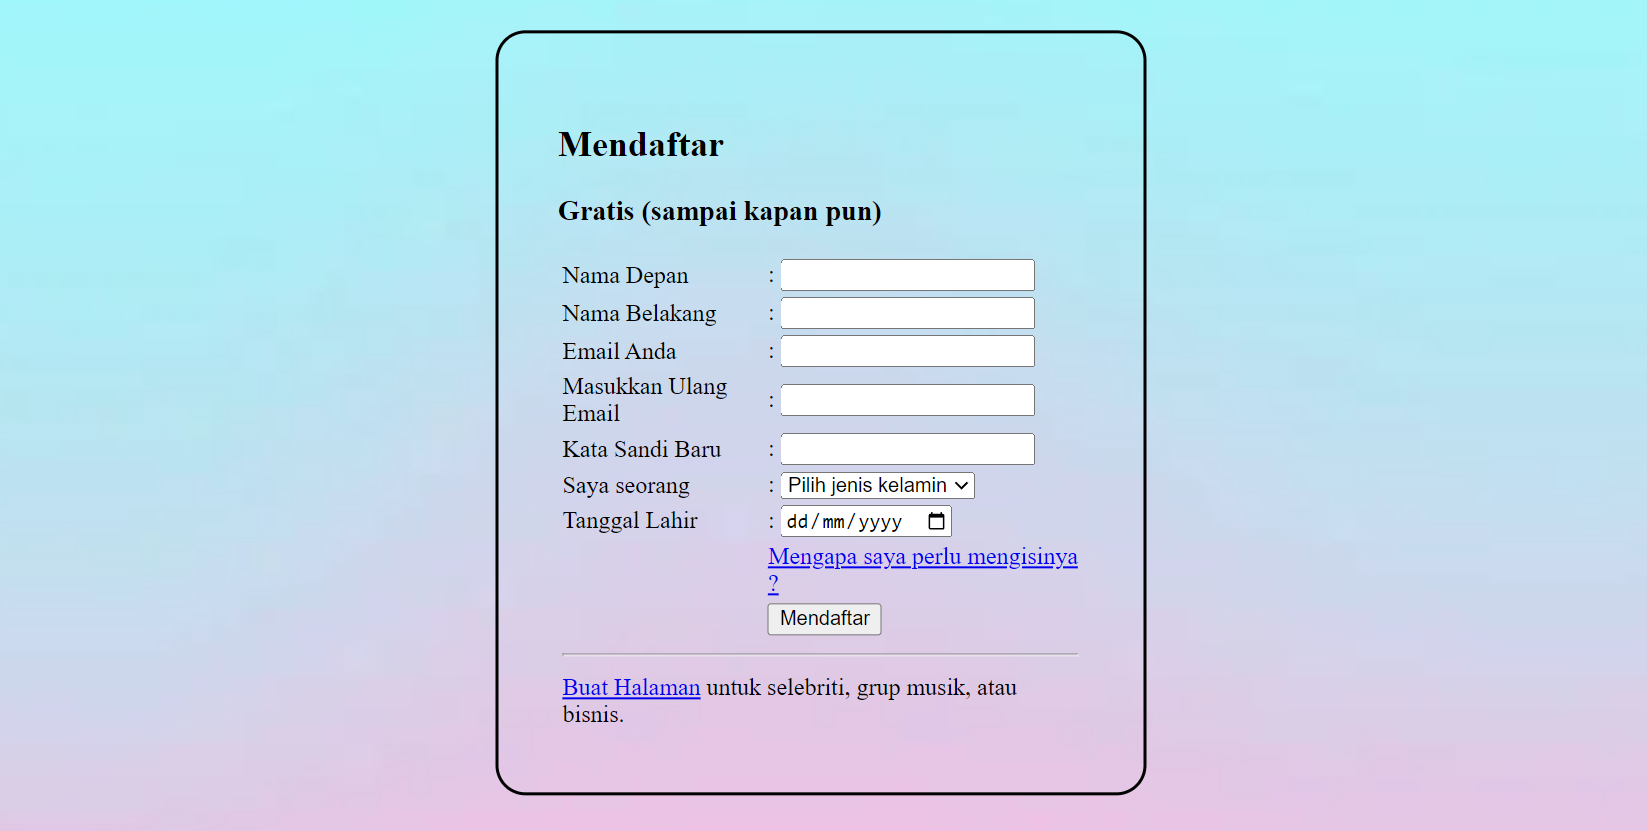 Mendaftar
Gratis (sampai kapan pun)
Nama Depan :
Nama Belakang :
Email Anda :
Masukkan Ulang
Email :
Kata Sandi Baru :
Saya seorang : Pilih jenis kelamin
Tanggal Lahir : dd/mm/yyyy
Mengapa saya perlu mengisinya
?
Mendaftar
Buat Halaman untuk selebriti, grup musik, atau
bisnis.